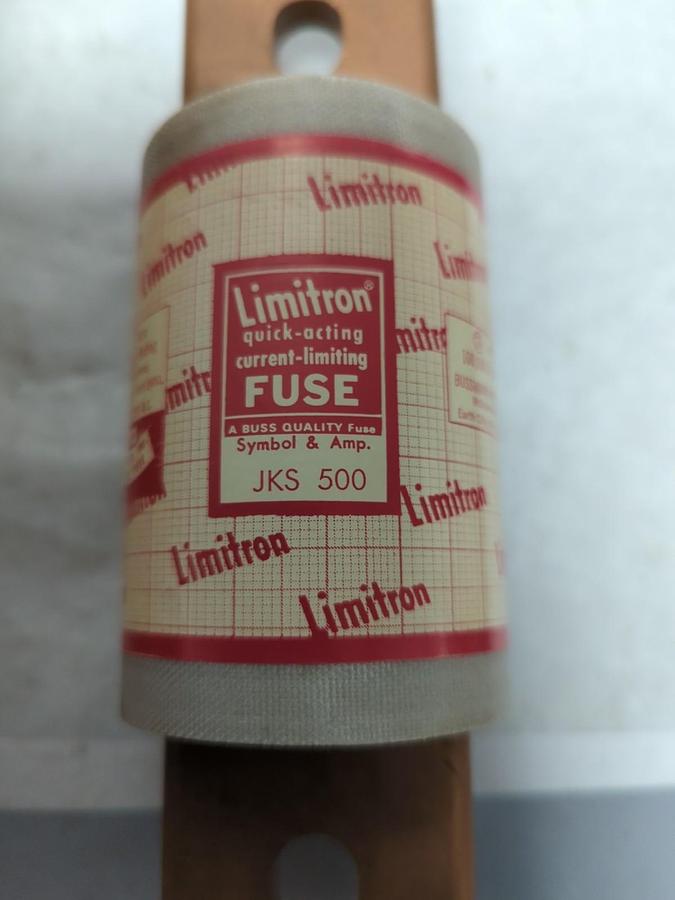 Limitron
Limitron
Limitron®
quick-acting
current-limiting
FUSE
A BUSS QUALITY Fuse
Symbol & Amp.
JKS 500
Limitron
Limitron
Limitron